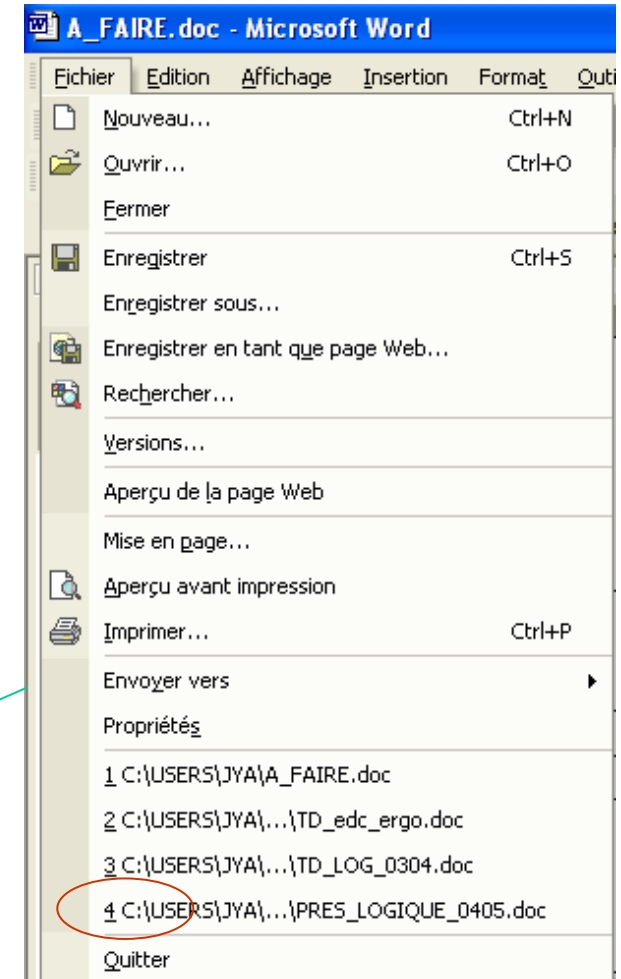 A_FAIRE.doc - Microsoft Word
Fichier Edition Affichage Insertion Format Outi
Nouveau... Ctrl+N
Ouvrir... Ctrl+O
Fermer
Enregistrer Ctrl+S
Enregistrer sous...
Enregistrer en tant que page Web...
Rechercher...
Versions...
Aperçu de la page Web
Mise en page...
Aperçu avant impression
Imprimer... Ctrl+P
Envoyer vers
Propriétés
1 C:\USERS\JYA\A_FAIRE.doc
2 C:\USERS\JYA\...\TD_edc_ergo.doc
3 C:\USERS\JYA\...\TD_LOG_0304.doc
4 C:\USERS\JYA\...\PRES_LOGIQUE_0405.doc
Quitter